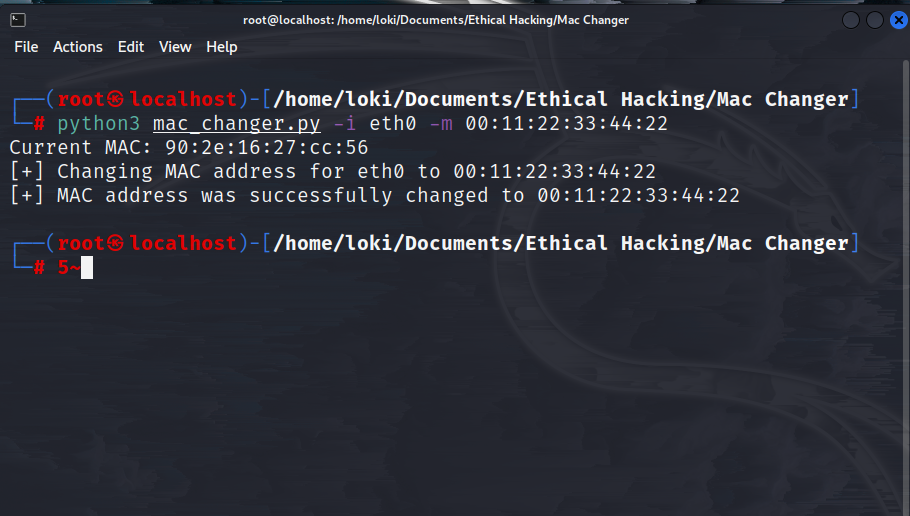 root@localhost: /home/loki/Documents/Ethical Hacking/Mac Changer
File Actions Edit View Help
┌──(root㉿localhost)-[/home/loki/Documents/Ethical Hacking/Mac Changer]
└─# python3 mac_changer.py -i eth0 -m 00:11:22:33:44:22
Current MAC: 90:2e:16:27:cc:56
[+] Changing MAC address for eth0 to 00:11:22:33:44:22
[+] MAC address was successfully changed to 00:11:22:33:44:22
┌──(root㉿localhost)-[/home/loki/Documents/Ethical Hacking/Mac Changer]
└─# 5~